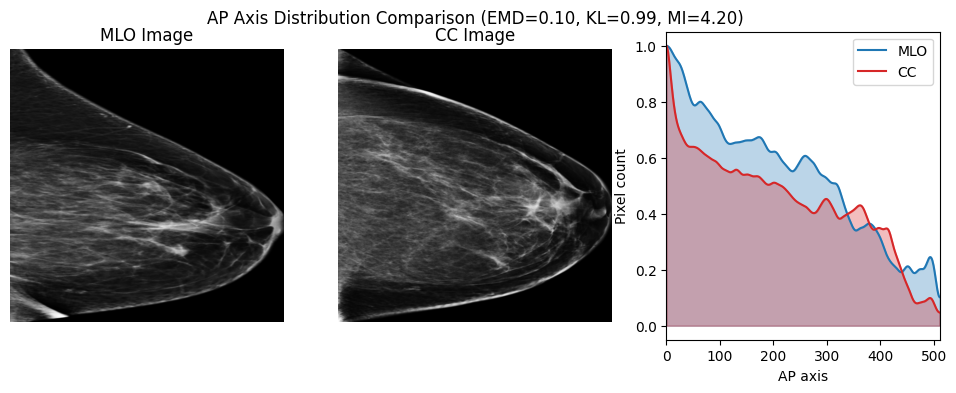 AP Axis Distribution Comparison (EMD=0.10, KL=0.99, MI=4.20)
MLO Image
CC Image
MLO
CC
Pixel count
1.0
0.8
0.6
0.4
0.2
0.0
0 100 200 300 400 500
AP axis